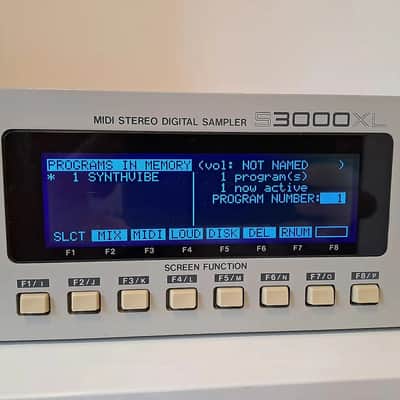 MIDI STEREO DIGITAL SAMPLER S3000XL
PROGRAMS IN MEMORY (vol: NOT NAMED )
* 1 SYNTHVIBE 1 program(s)
1 now active
PROGRAM NUMBER: 1
SLCT MIX MIDI LOUD DISK DEL RNUM
F1 F2 F3 F4 F5 F6 F7 F8
SCREEN FUNCTION
F1/I F2/J F3/K F4/L F5/M F6/N F7/O F8/P